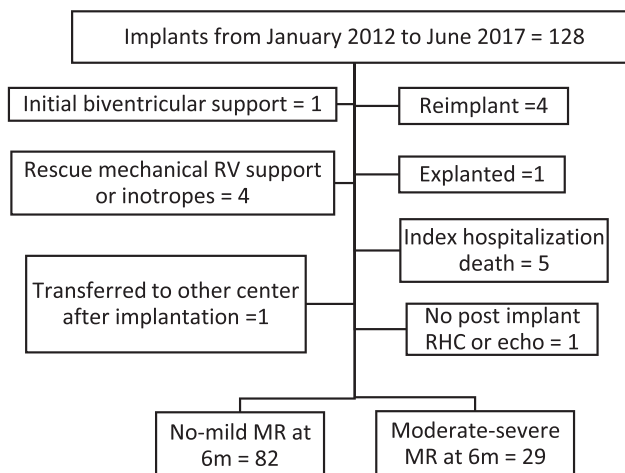 Implants from January 2012 to June 2017 = 128
Initial biventricular support = 1
Reimplant =4
Rescue mechanical RV support
or inotropes = 4
Explanted =1
Index hospitalization
death = 5
Transferred to other center
after implantation =1
No post implant
RHC or echo = 1
No-mild MR at
6m = 82
Moderate-severe
MR at 6m = 29